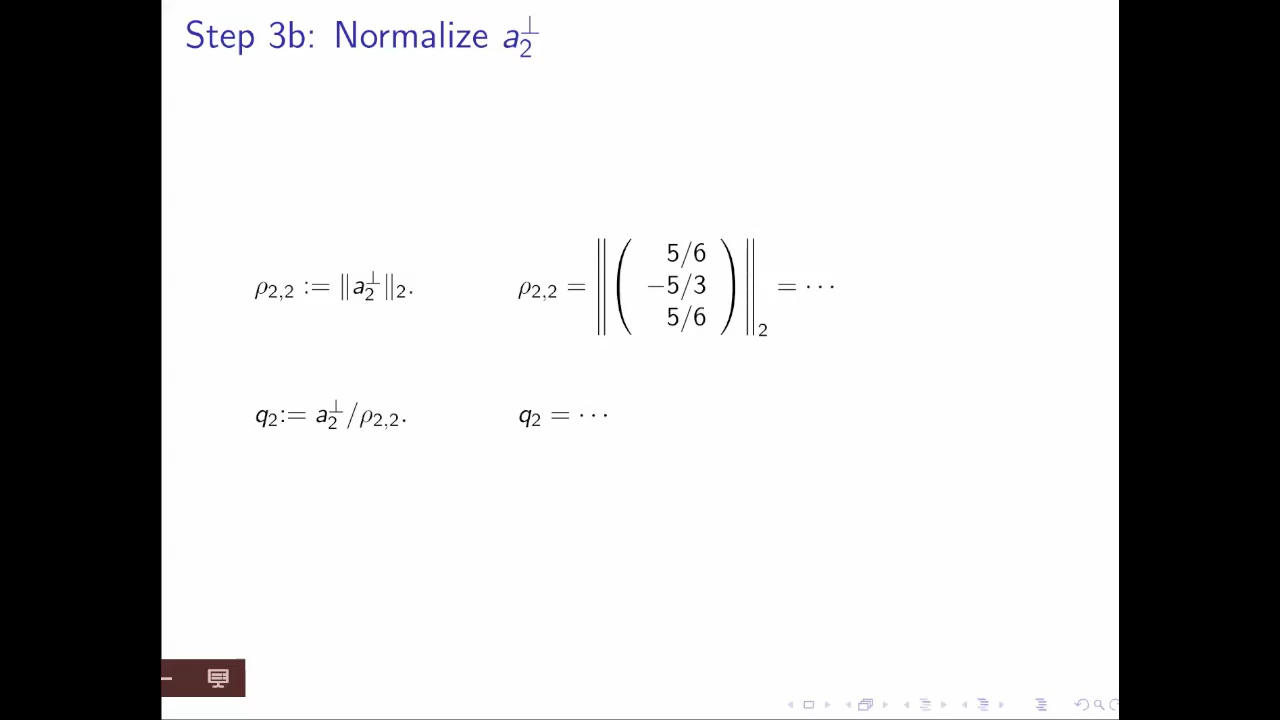 Step 3b: Normalize a₂^⊥
ρ₂,₂ := ‖a₂^⊥‖₂. ρ₂,₂ = ‖( 5/6 −5/3 5/6 )‖₂ = ⋯
q₂:= a₂^⊥/ρ₂,₂. q₂ = ⋯